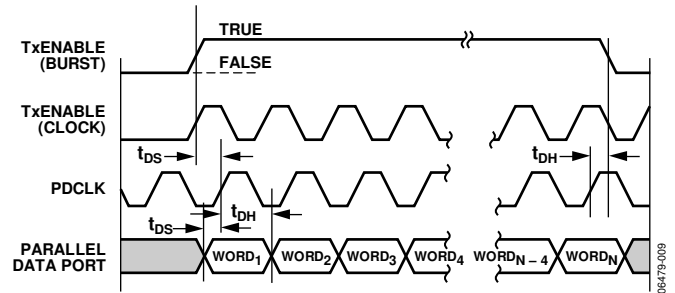 TxENABLE
(BURST)
TRUE
FALSE
TxENABLE
(CLOCK)
tDS
tDH
PDCLK
tDS
tDH
PARALLEL
DATA PORT
WORD1
WORD2
WORD3
WORD4
WORDN – 4
WORDN
06479-009